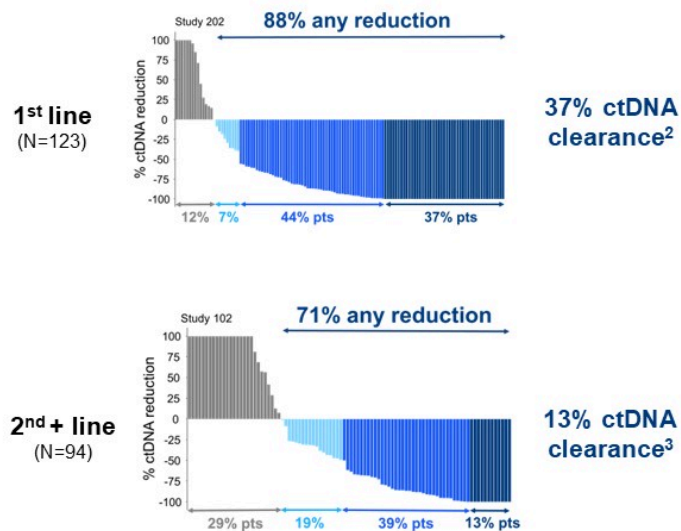 Study 202
88% any reduction
1st line
(N=123)
% ctDNA reduction
100
75
50
25
0
-25
-50
-75
-100
12%
7%
44% pts
37% pts
37% ctDNA
clearance2
Study 102
71% any reduction
2nd + line
(N=94)
% ctDNA reduction
100
75
50
25
0
-25
-50
-75
-100
29% pts
19%
39% pts
13% pts
13% ctDNA
clearance3